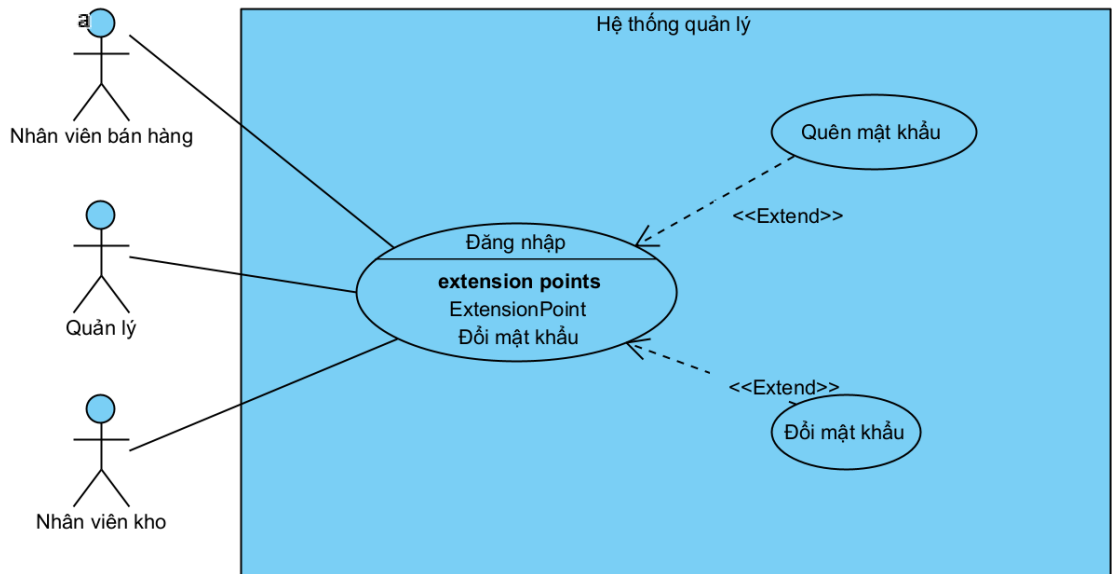 a
Hệ thống quản lý
Nhân viên bán hàng
Quên mật khẩu
<<Extend>>
Đăng nhập
extension points
ExtensionPoint
Đổi mật khẩu
Quản lý
<<Extend>>
Đổi mật khẩu
Nhân viên kho